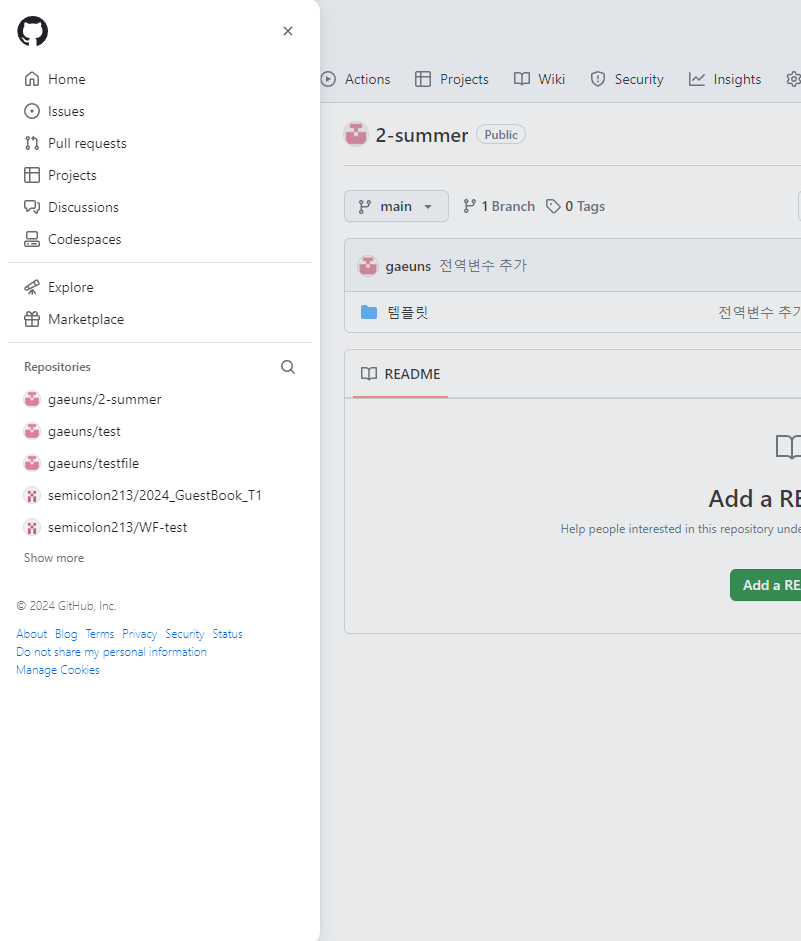 Home
Issues
Pull requests
Projects
Discussions
Codespaces
Explore
Marketplace
Repositories
gaeuns/2-summer
gaeuns/test
gaeuns/testfile
semicolon213/2024_GuestBook_T1
semicolon213/WF-test
Show more
© 2024 GitHub, Inc.
About Blog Terms Privacy Security Status
Do not share my personal information
Manage Cookies
Actions Projects Wiki Security Insights
2-summer Public
main 1 Branch 0 Tags
gaeuns 전역변수 추가
템플릿 전역변수 추가
README
Add a RE
Help people interested in this repository unde
Add a RE